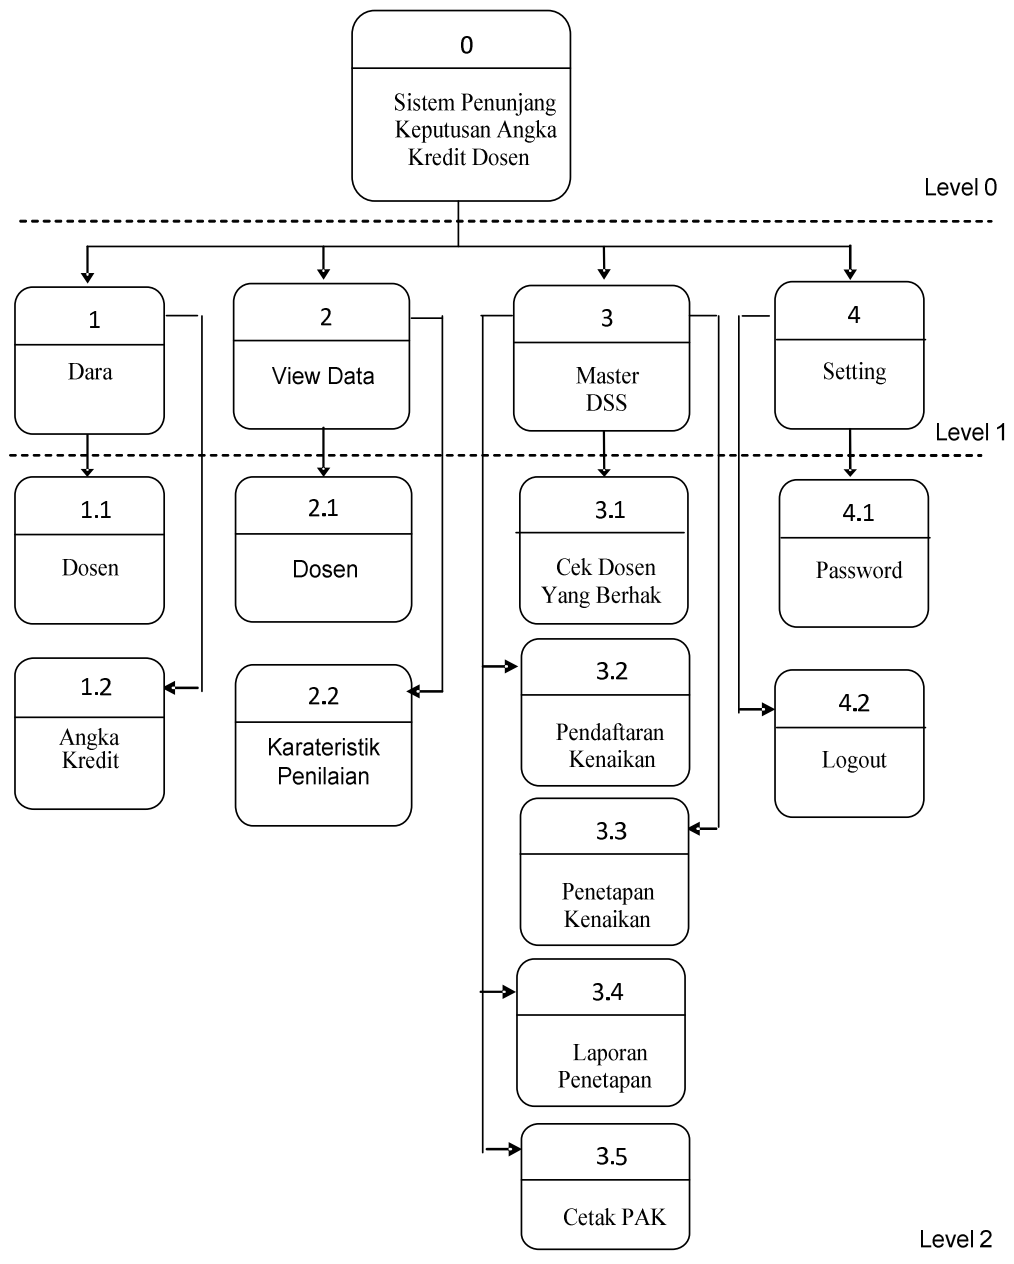 0
Sistem Penunjang
Keputusan Angka
Kredit Dosen
Level 0
1
Dara
2
View Data
3
Master
DSS
4
Setting
Level 1
1.1
Dosen
2.1
Dosen
3.1
Cek Dosen
Yang Berhak
4.1
Password
1.2
Angka
Kredit
2.2
Karateristik
Penilaian
3.2
Pendaftaran
Kenaikan
4.2
Logout
3.3
Penetapan
Kenaikan
3.4
Laporan
Penetapan
3.5
Cetak PAK
Level 2